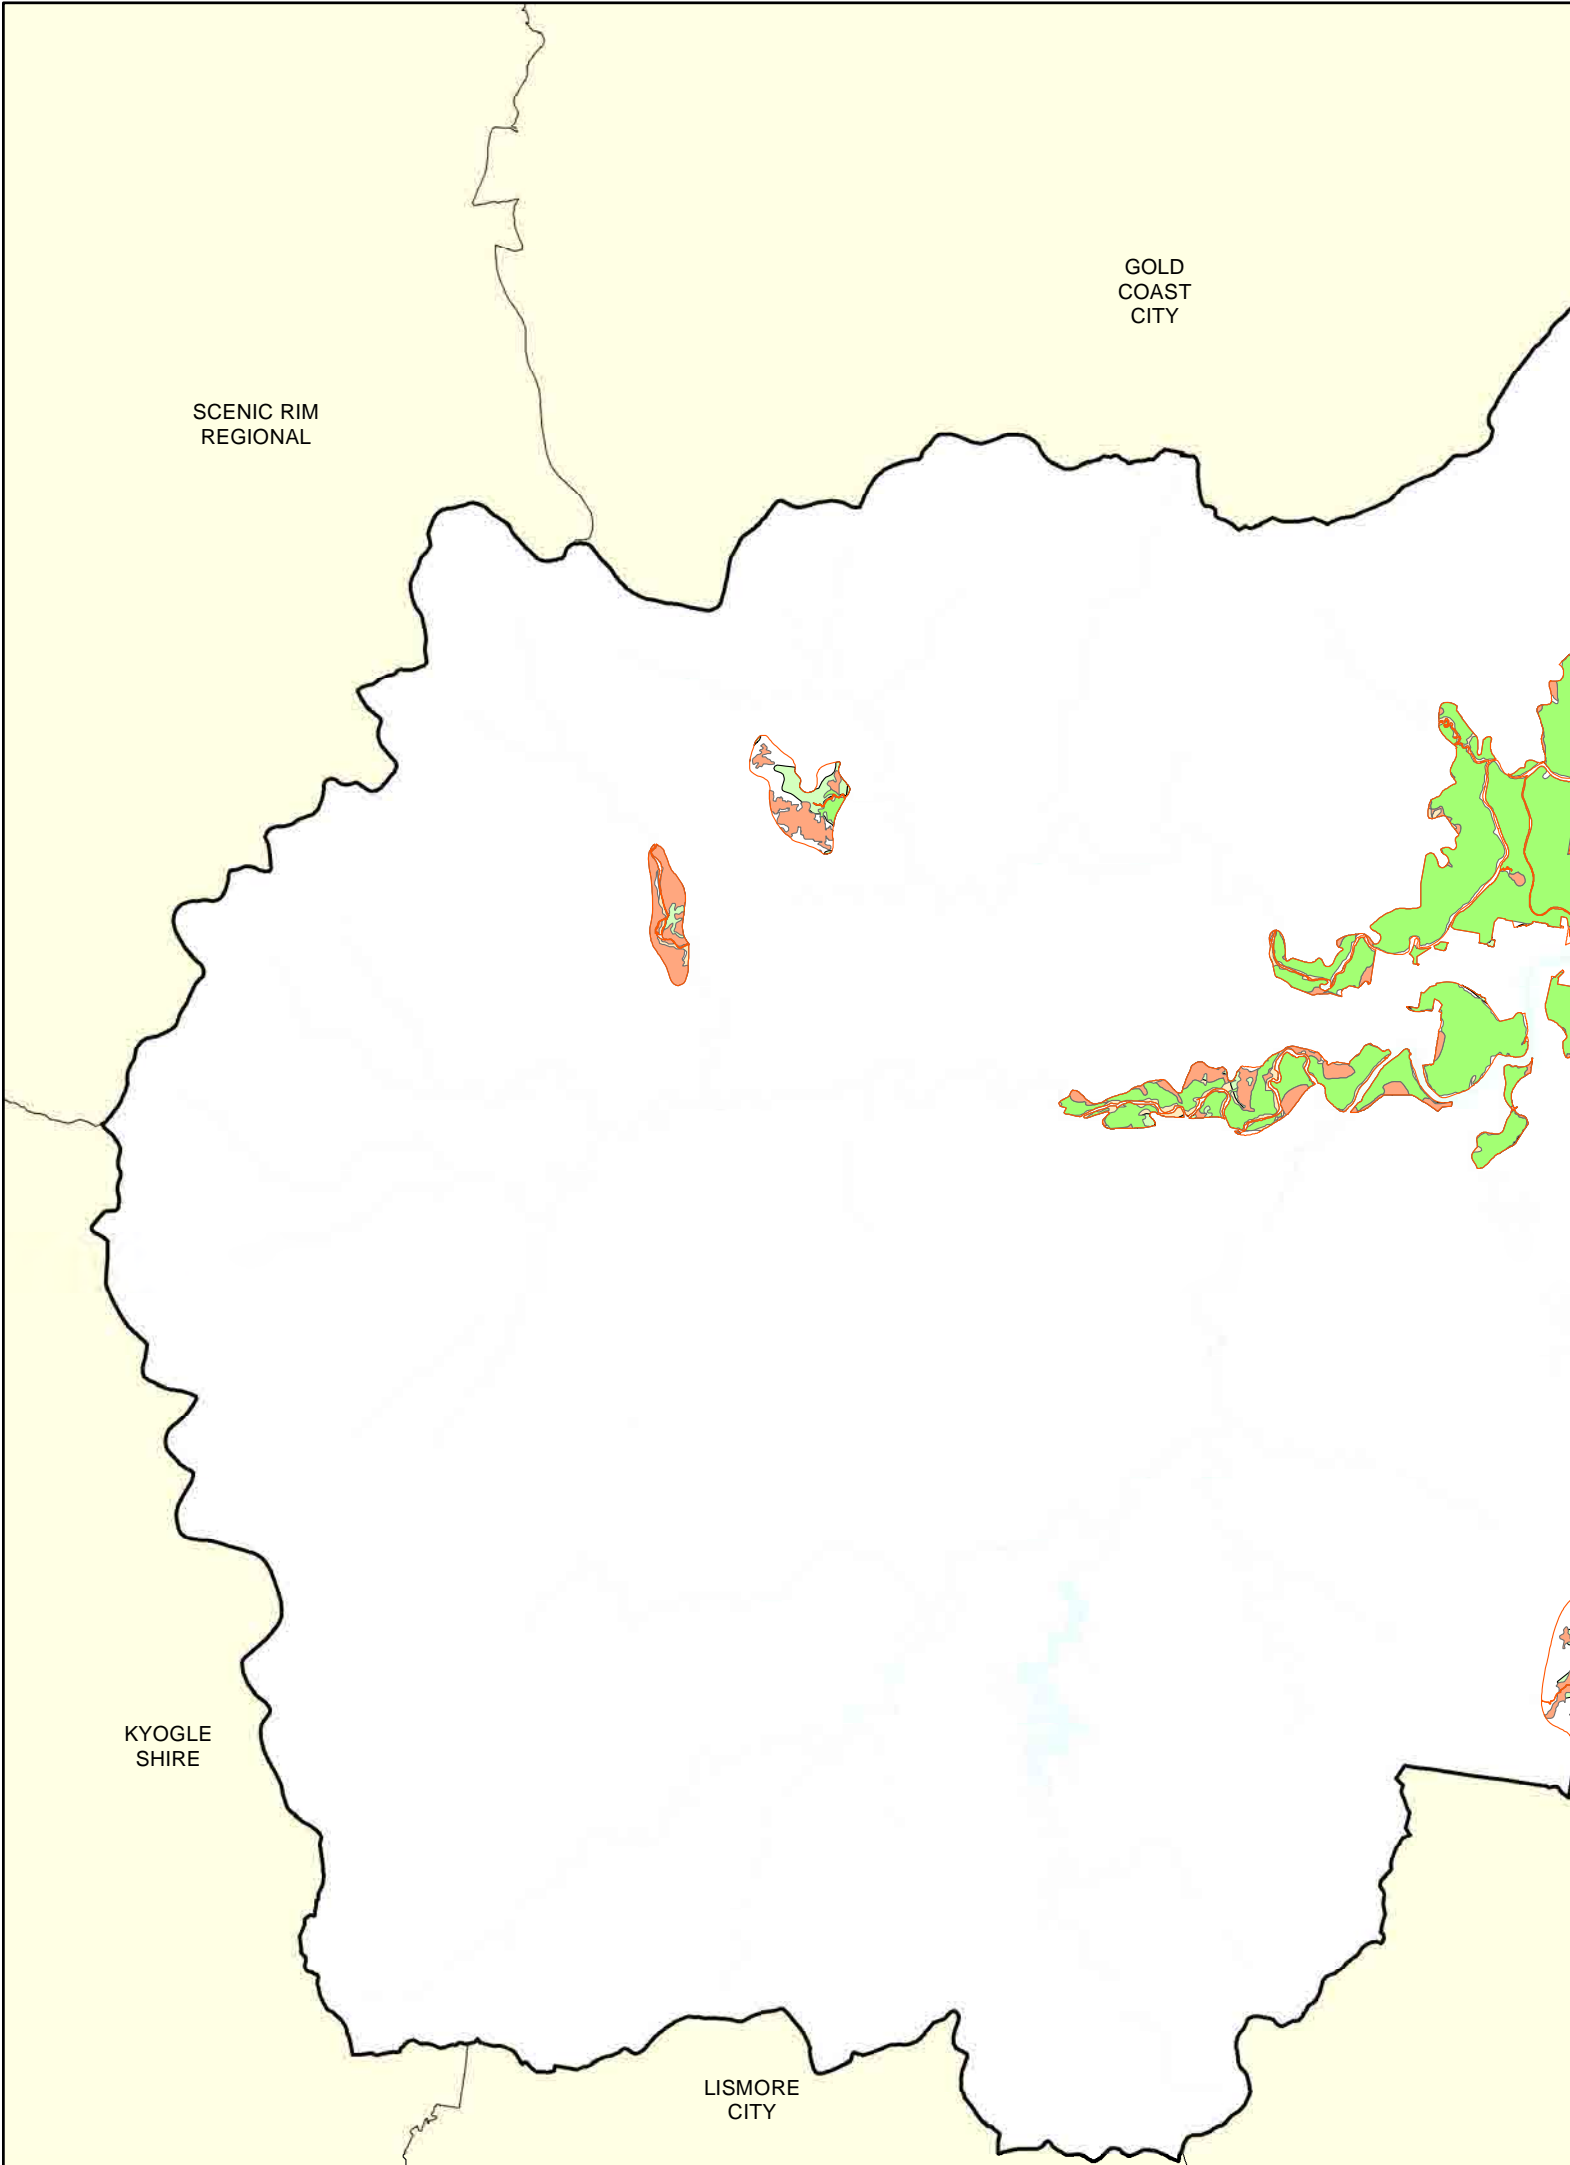 GOLD
COAST
CITY
SCENIC RIM
REGIONAL
KYOGLE
SHIRE
LISMORE
CITY